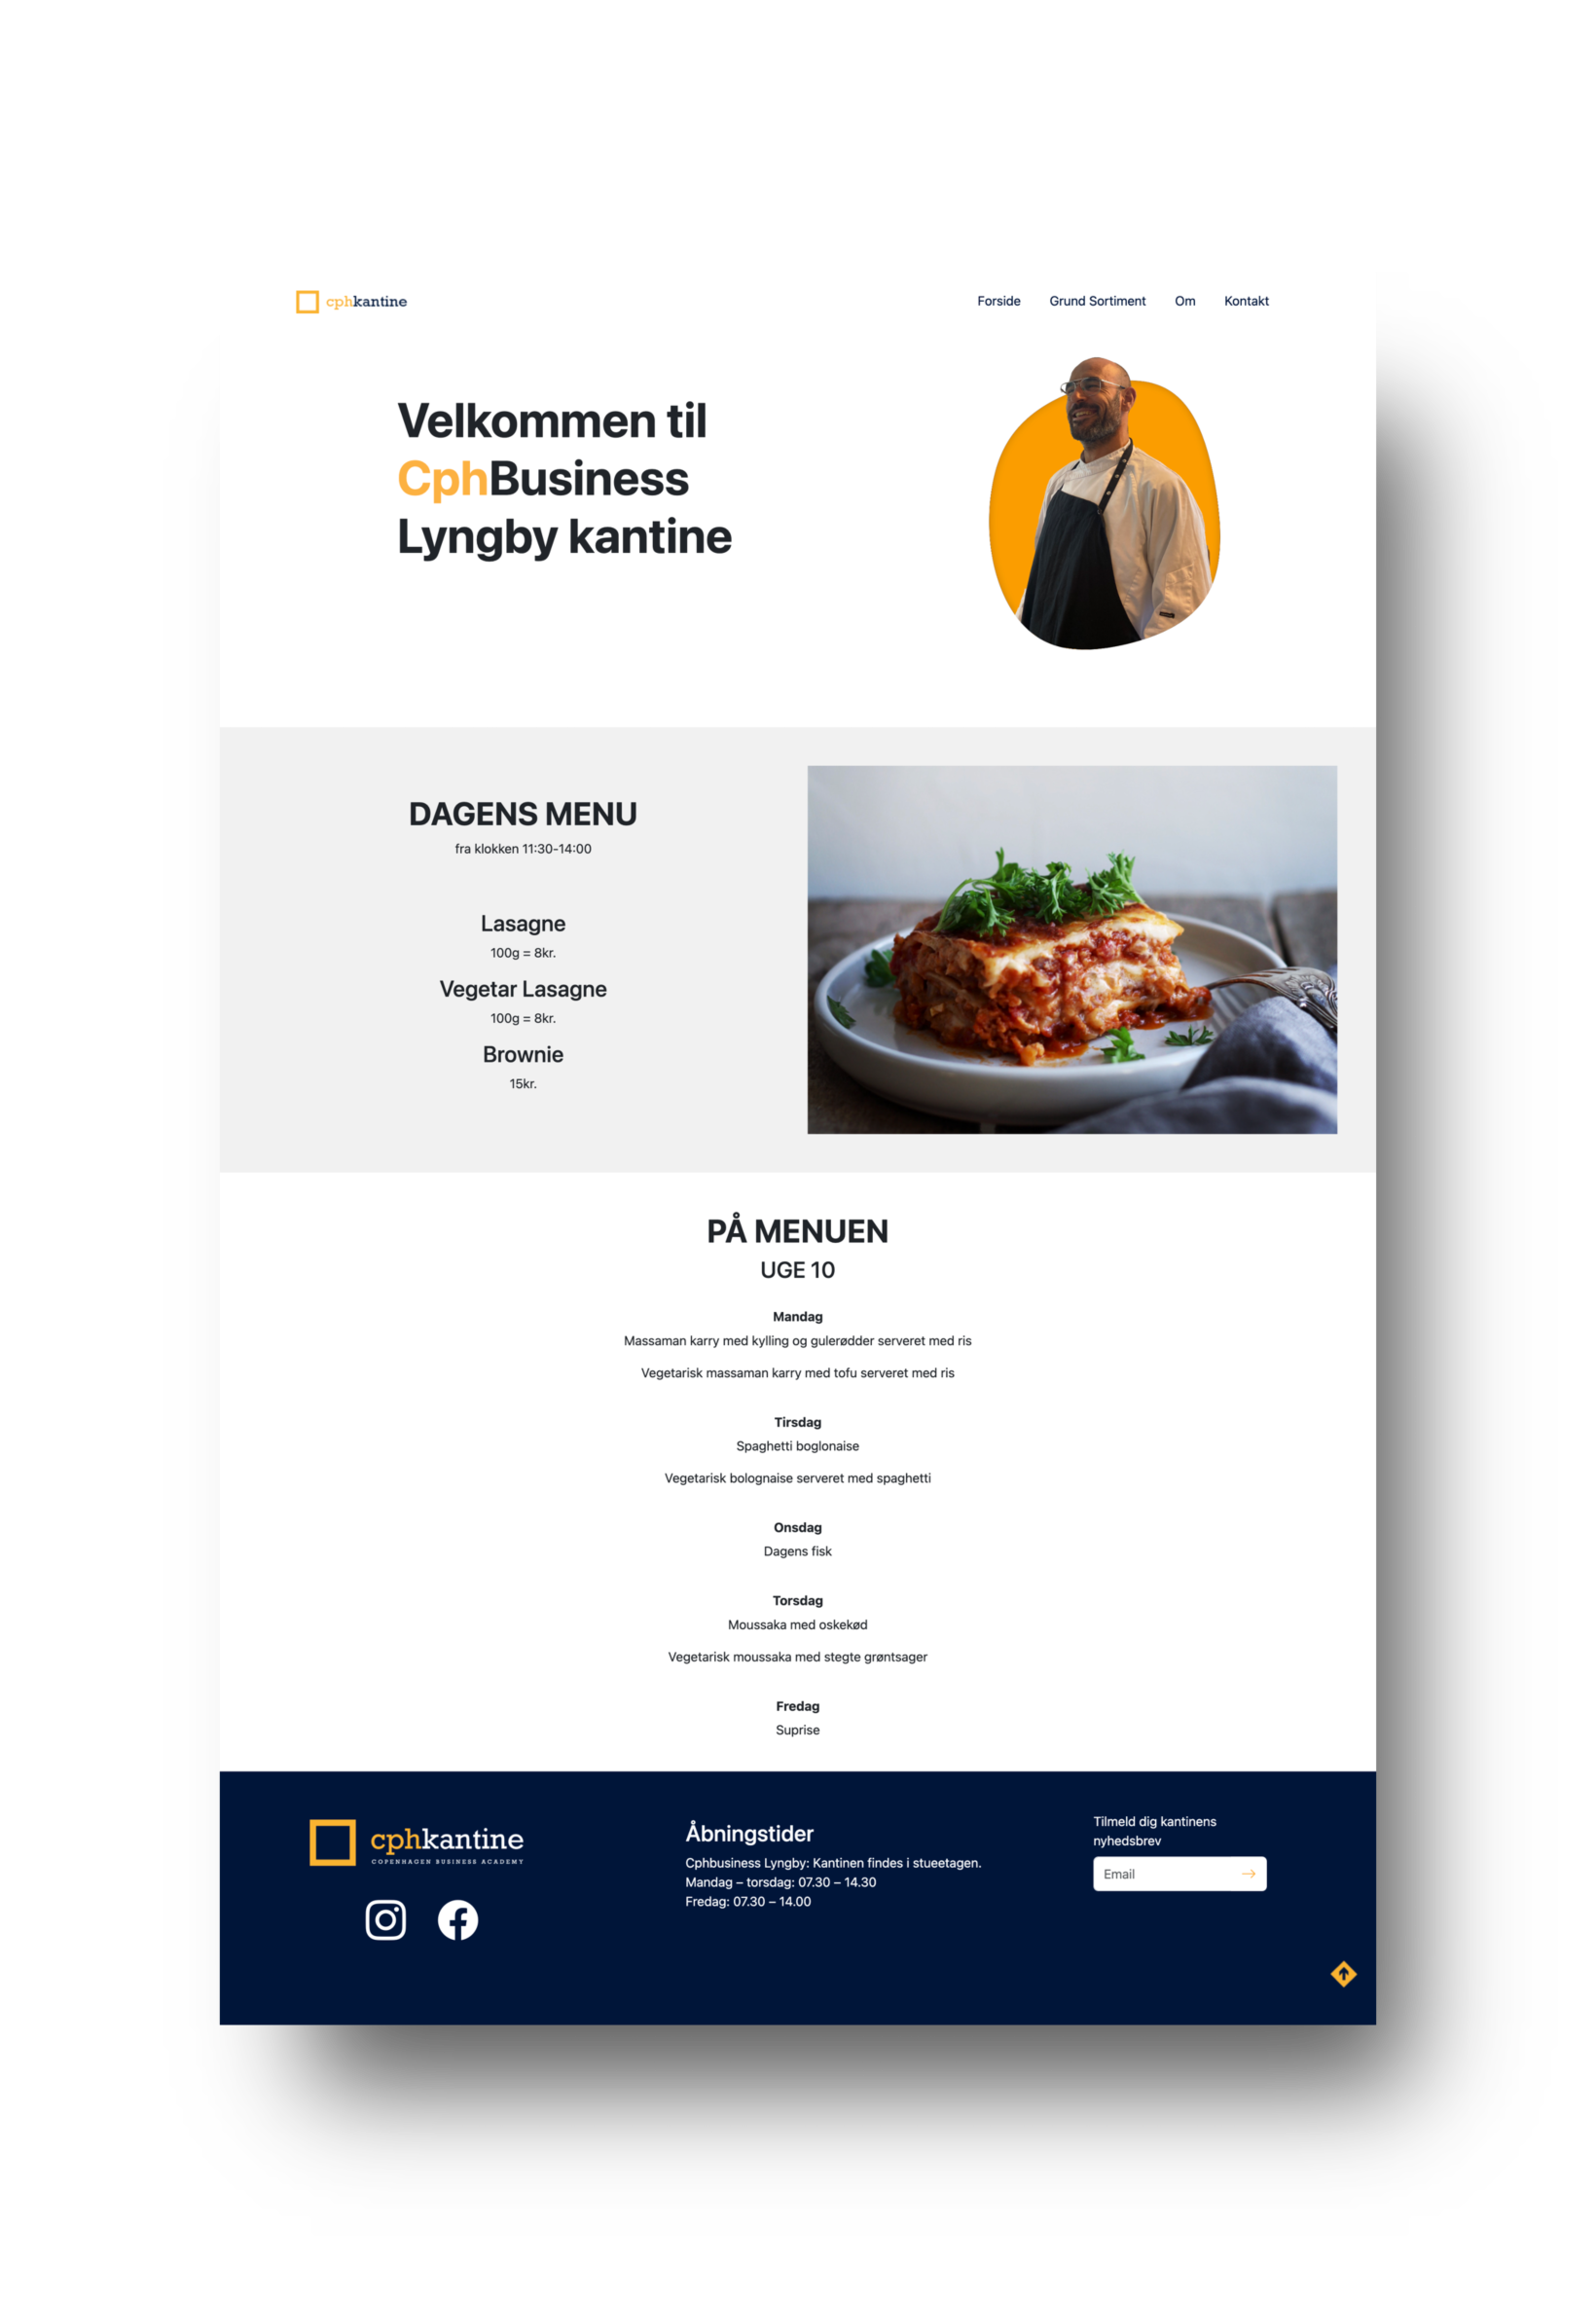 cphkantine
Forside Grund Sortiment Om Kontakt
Velkommen til
CphBusiness
Lyngby kantine
DAGENS MENU
fra klokken 11:30-14:00
Lasagne
100g = 8kr.
Vegetar Lasagne
100g = 8kr.
Brownie
15kr.
PÅ MENUEN
UGE 10
Mandag
Massaman karry med kylling og gulerødder serveret med ris
Vegetarisk massaman karry med tofu serveret med ris
Tirsdag
Spaghetti boglonaise
Vegetarisk bolognaise serveret med spaghetti
Onsdag
Dagens fisk
Torsdag
Moussaka med oskekød
Vegetarisk moussaka med stegte grøntsager
Fredag
Suprise
cphkantine
COPENHAGEN BUSINESS ACADEMY
Åbningstider
Cphbusiness Lyngby: Kantinen findes i stueetagen.
Mandag – torsdag: 07.30 – 14.30
Fredag: 07.30 – 14.00
Tilmeld dig kantinens
nyhedsbrev
Email